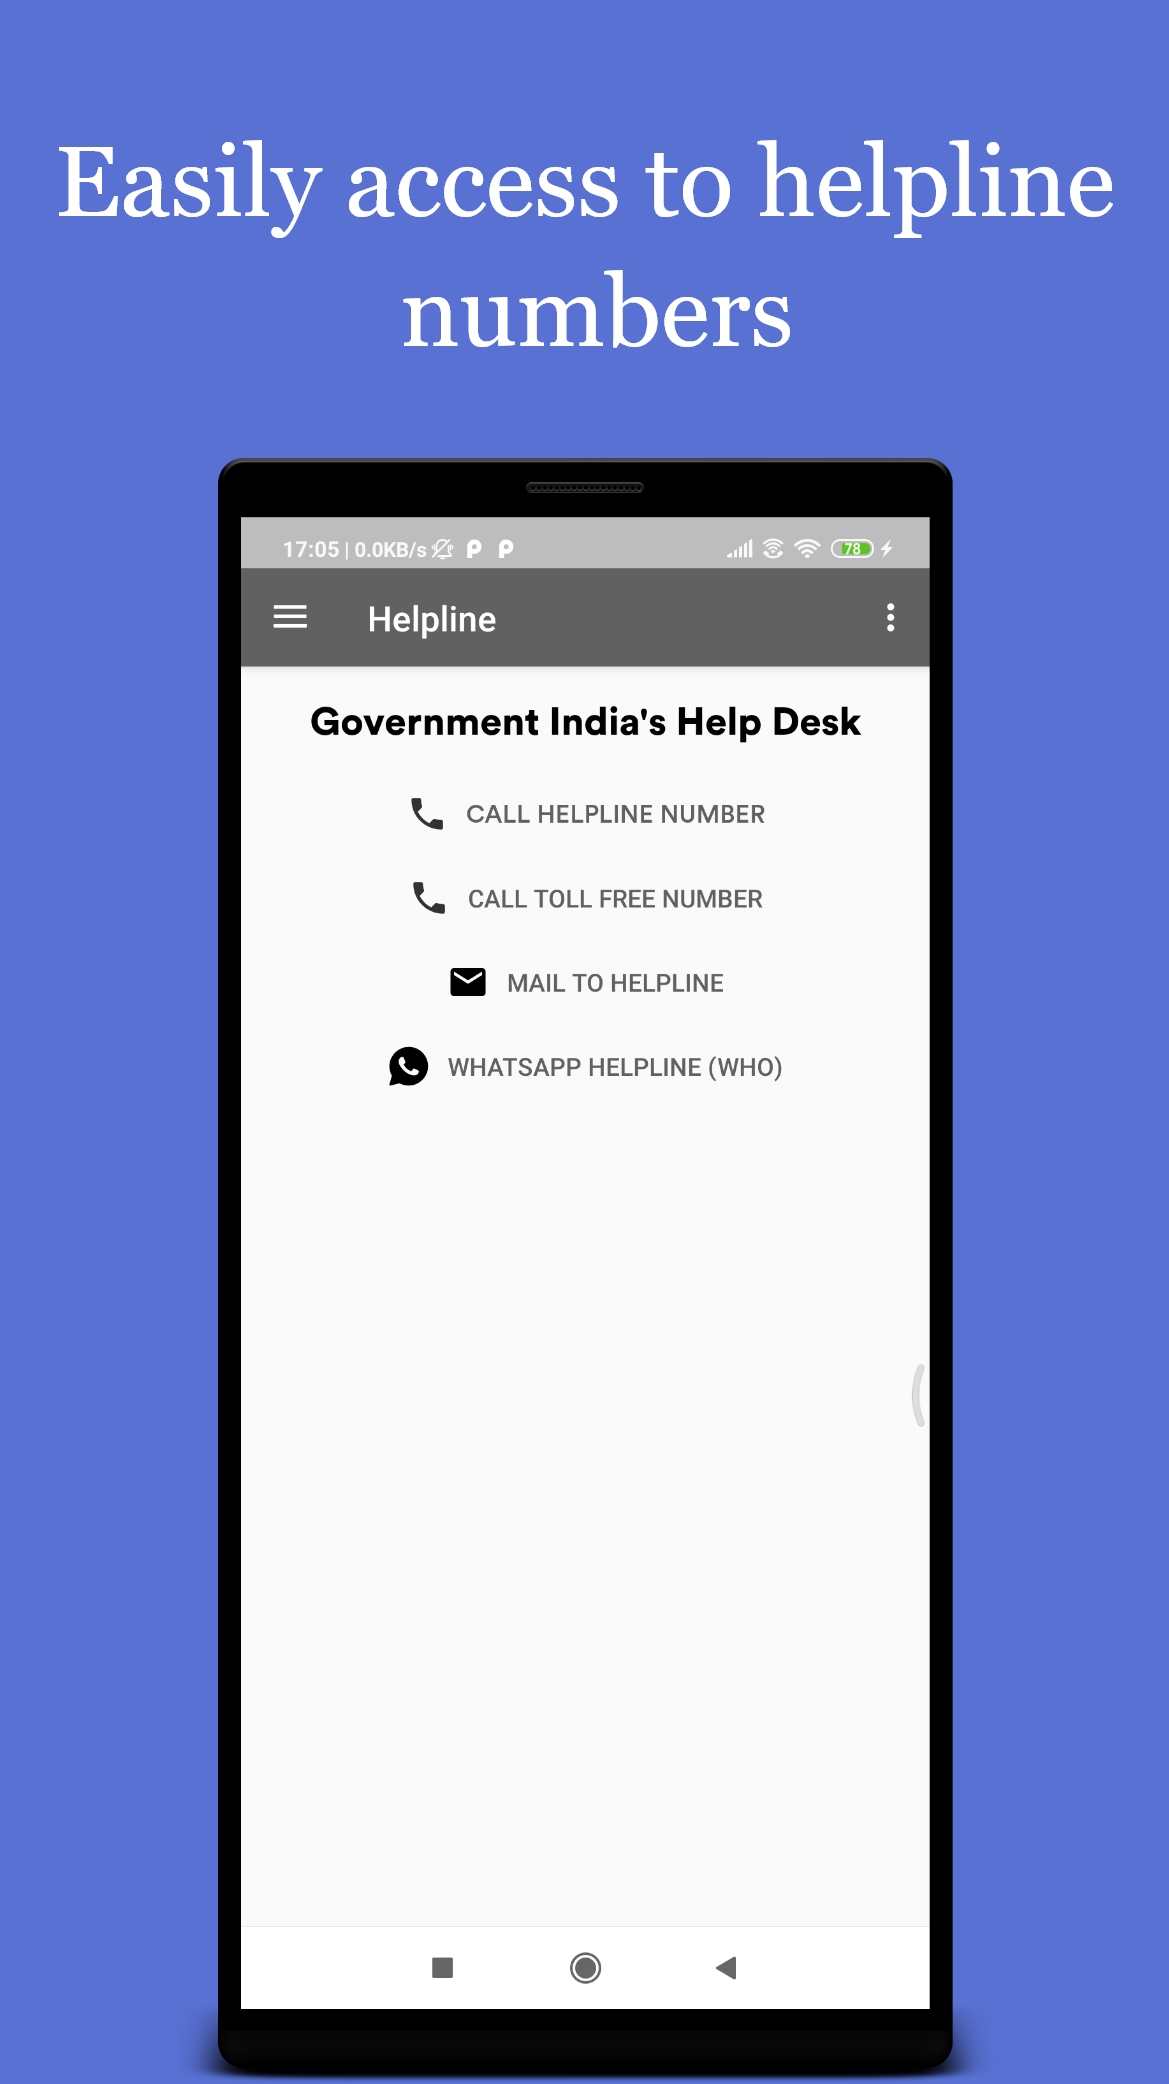 Easily access to helpline
numbers
17:05 | 0.0KB/s
78
Helpline
Government India's Help Desk
CALL HELPLINE NUMBER
CALL TOLL FREE NUMBER
MAIL TO HELPLINE
WHATSAPP HELPLINE (WHO)